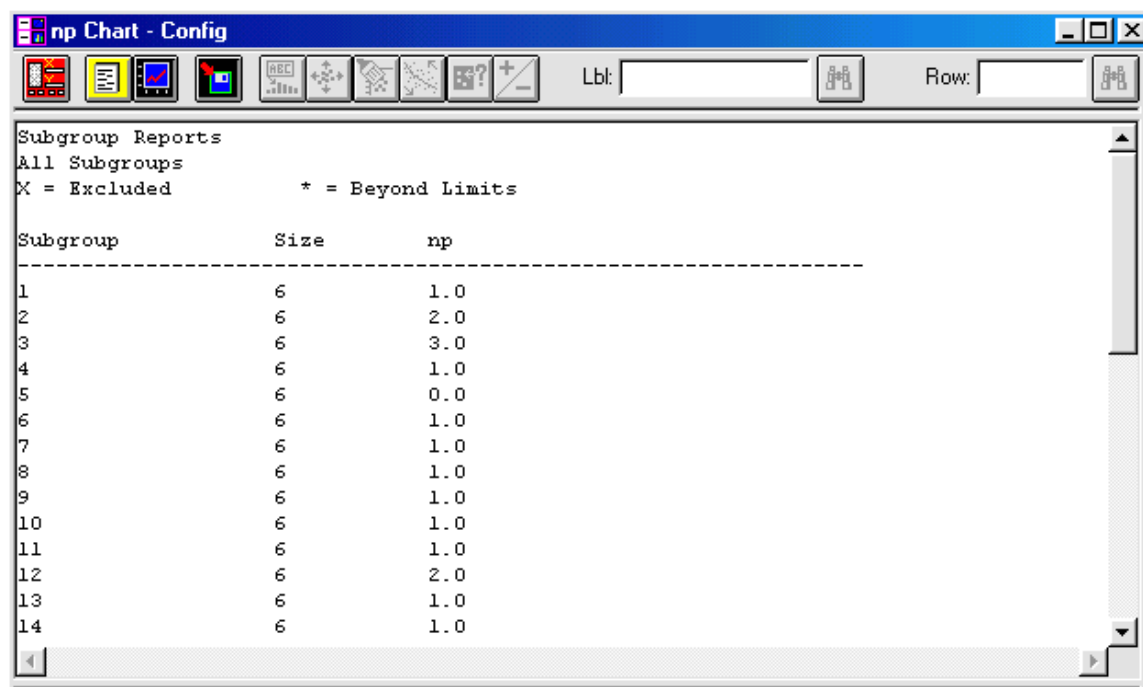 np Chart - Config
ABC ? Lbl: Row:
Subgroup Reports
All Subgroups
X = Excluded * = Beyond Limits
Subgroup Size np
-----------------------------------------------------------------
1 6 1.0
2 6 2.0
3 6 3.0
4 6 1.0
5 6 0.0
6 6 1.0
7 6 1.0
8 6 1.0
9 6 1.0
10 6 1.0
11 6 1.0
12 6 2.0
13 6 1.0
14 6 1.0